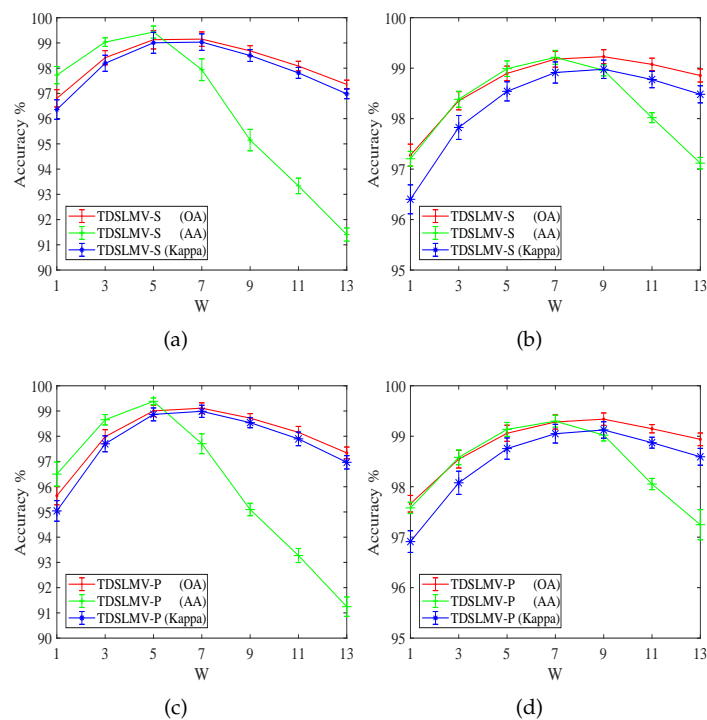 100
99
98
97
96
95
94
93
92
91
90
Accuracy %
TDSLMV-S (OA)
TDSLMV-S (AA)
TDSLMV-S (Kappa)
1 3 5 7 9 11 13
W
(a)
100
99
98
97
96
95
Accuracy %
TDSLMV-S (OA)
TDSLMV-S (AA)
TDSLMV-S (Kappa)
1 3 5 7 9 11 13
W
(b)
100
99
98
97
96
95
94
93
92
91
90
Accuracy %
TDSLMV-P (OA)
TDSLMV-P (AA)
TDSLMV-P (Kappa)
1 3 5 7 9 11 13
W
(c)
100
99
98
97
96
95
Accuracy %
TDSLMV-P (OA)
TDSLMV-P (AA)
TDSLMV-P (Kappa)
1 3 5 7 9 11 13
W
(d)